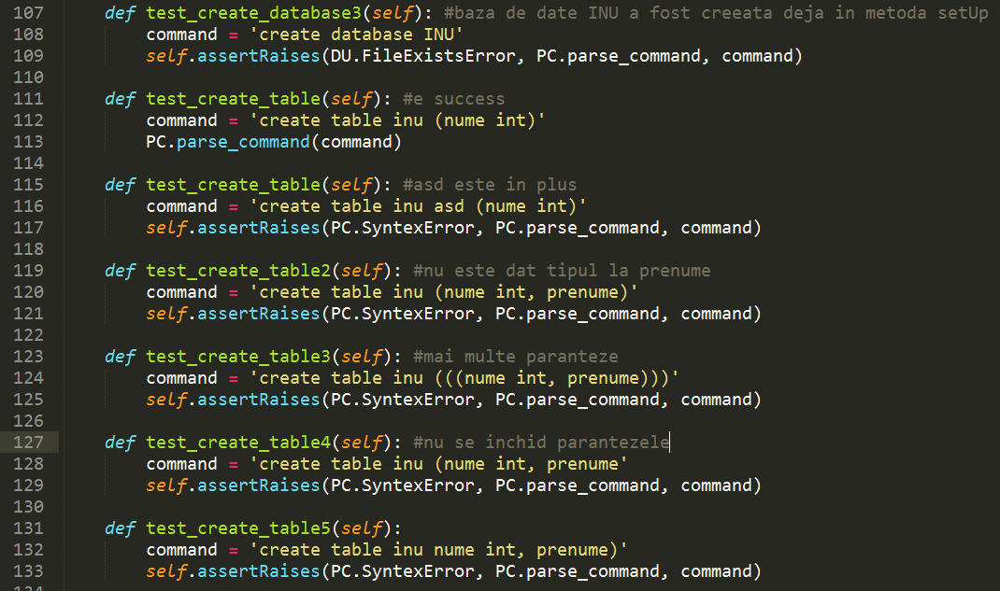 107 def test_create_database3(self): #baza de date INU a fost creeata deja in metoda setUp
108 command = 'create database INU'
109 self.assertRaises(DU.FileExistsError, PC.parse_command, command)
110
111 def test_create_table(self): #e success
112 command = 'create table inu (nume int)'
113 PC.parse_command(command)
114
115 def test_create_table(self): #asd este in plus
116 command = 'create table inu asd (nume int)'
117 self.assertRaises(PC.SyntexError, PC.parse_command, command)
118
119 def test_create_table2(self): #nu este dat tipul la prenume
120 command = 'create table inu (nume int, prenume)'
121 self.assertRaises(PC.SyntexError, PC.parse_command, command)
122
123 def test_create_table3(self): #mai multe paranteze
124 command = 'create table inu (((nume int, prenume)))'
125 self.assertRaises(PC.SyntexError, PC.parse_command, command)
126
127 def test_create_table4(self): #nu se inchid parantezele
128 command = 'create table inu (nume int, prenume'
129 self.assertRaises(PC.SyntexError, PC.parse_command, command)
130
131 def test_create_table5(self):
132 command = 'create table inu nume int, prenume)'
133 self.assertRaises(PC.SyntexError, PC.parse_command, command)